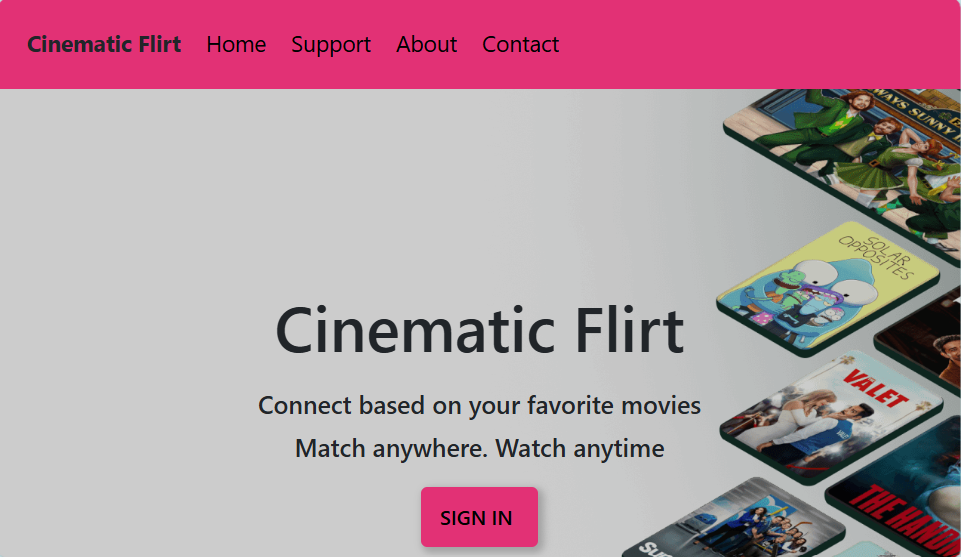 Cinematic Flirt Home Support About Contact
WAYS SUNNY
SOLAR
OPPOSITES
Cinematic Flirt
VALET
Connect based on your favorite movies
Match anywhere. Watch anytime
THE HAND
SIGN IN